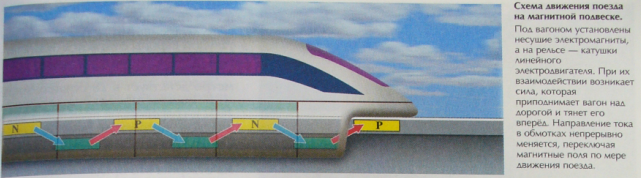 Схема движения поезда
на магнитной подвеске.
Под вагоном установлены
несущие электромагниты,
а на рельсе — катушки
линейного
электродвигателя. При их
взаимодействии возникает
сила, которая
приподнимает вагон над
дорогой и тянет его
вперёд. Направление тока
в обмотках непрерывно
меняется, переключая
магнитные поля по мере
движения поезда.
N P N P